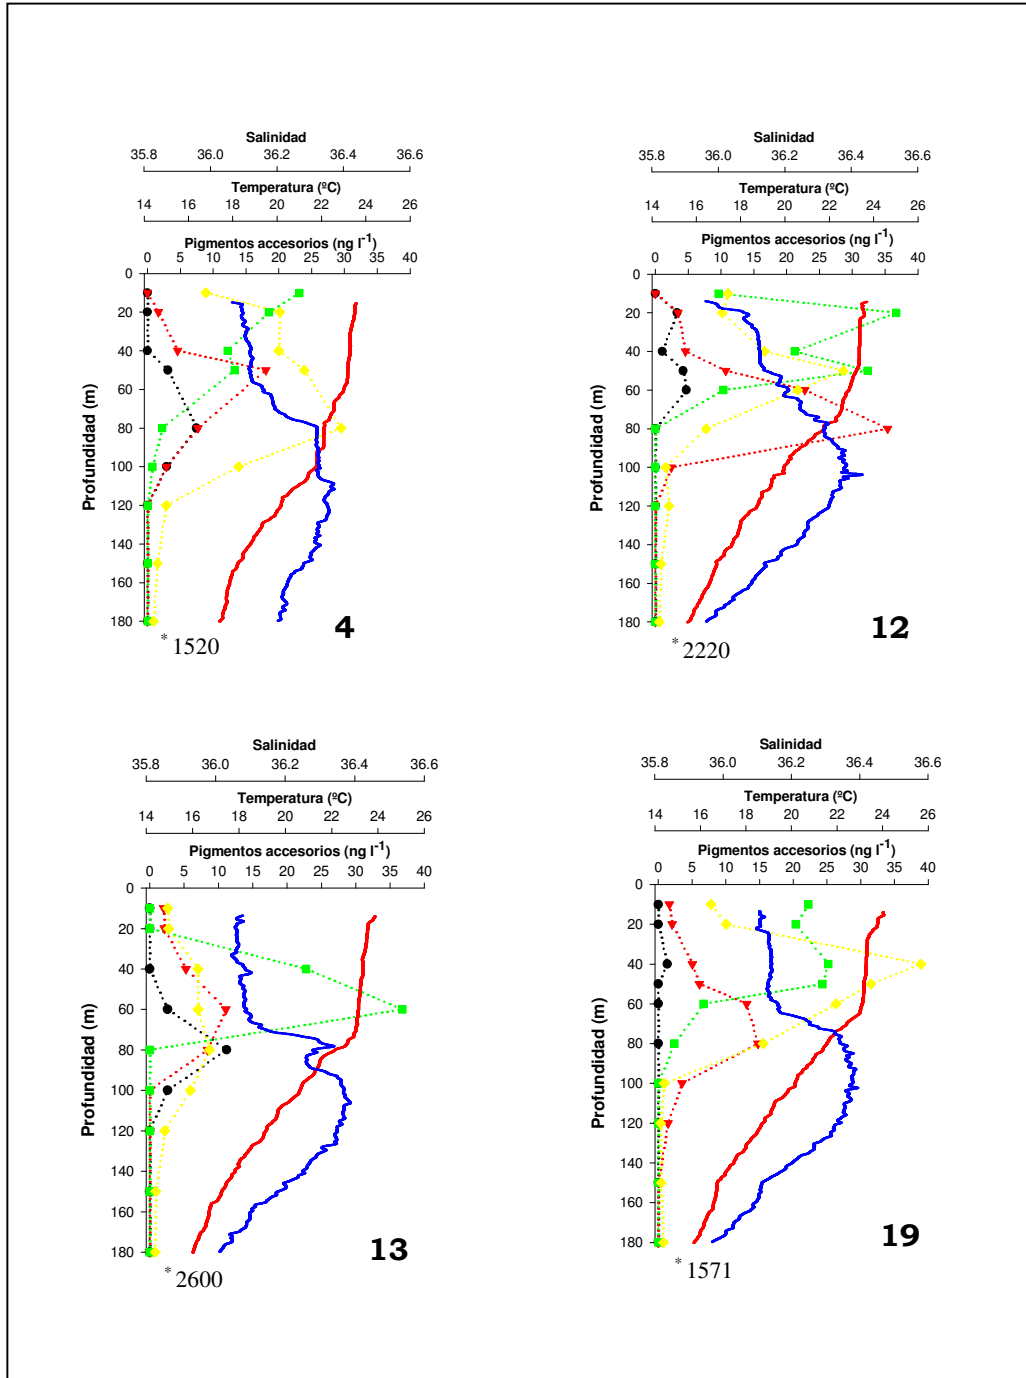 Salinidad
35.8 36.0 36.2 36.4 36.6
Temperatura (ºC)
14 16 18 20 22 24 26
Pigmentos accesorios (ng l-1)
0 5 10 15 20 25 30 35 40
0
20
40
60
80
100
120
140
160
180
Profundidad (m)
4
* 1520
Salinidad
35.8 36.0 36.2 36.4 36.6
Temperatura (ºC)
14 16 18 20 22 24 26
Pigmentos accesorios (ng l-1)
0 5 10 15 20 25 30 35 40
0
20
40
60
80
100
120
140
160
180
Profundidad (m)
12
* 2220
Salinidad
35.8 36.0 36.2 36.4 36.6
Temperatura (ºC)
14 16 18 20 22 24 26
Pigmentos accesorios (ng l-1)
0 5 10 15 20 25 30 35 40
0
20
40
60
80
100
120
140
160
180
Profundidad (m)
13
* 2600
Salinidad
35.8 36.0 36.2 36.4 36.6
Temperatura (ºC)
14 16 18 20 22 24 26
Pigmentos accesorios (ng l-1)
0 5 10 15 20 25 30 35 40
0
20
40
60
80
100
120
140
160
180
Profundidad (m)
19
* 1571